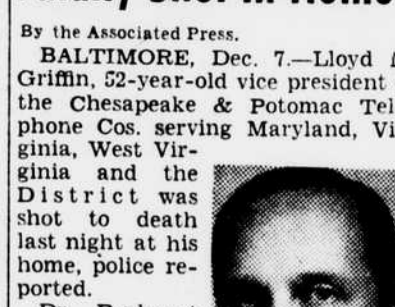 By the Associated Press.
BALTIMORE, Dec. 7.—Lloyd
Griffin, 52-year-old vice president
the Chesapeake & Potomac Tel
phone Cos. serving Maryland, Vi
ginia, West Vir-
ginia and the
District was
shot to death
last night at his
home, police re-
ported.